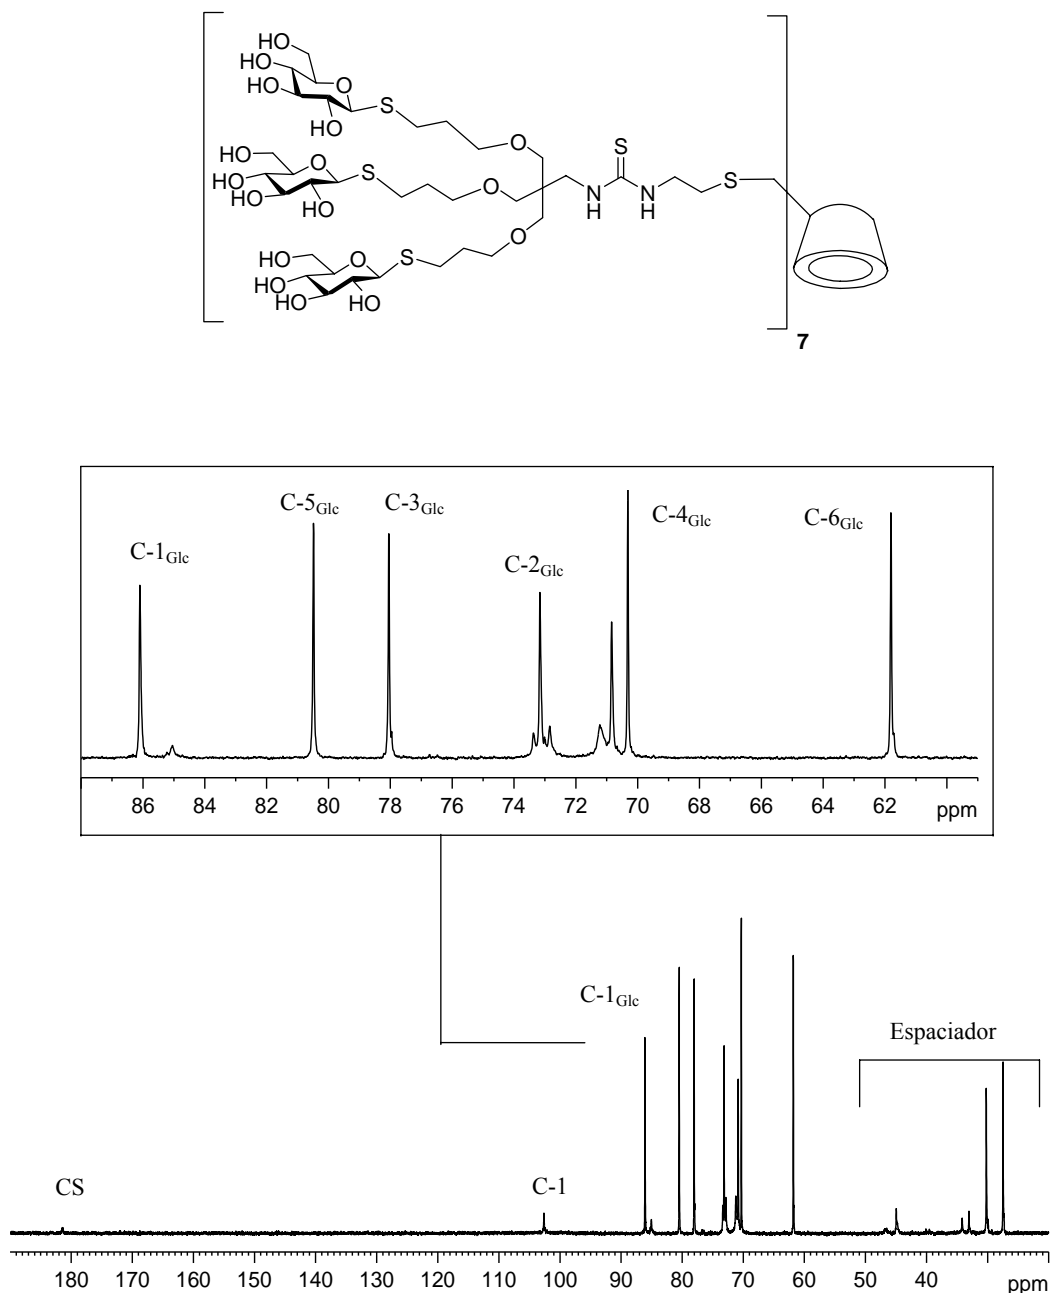 HO
HO
HO
O
S
HO
O
S
HO
O
S
HO
HO
HO
O
N
N
S
HO
H
H
O
HO
O
S
HO
HO
OH
7
C-1Glc
C-5Glc
C-3Glc
C-2Glc
C-4Glc
C-6Glc
86 84 82 80 78 76 74 72 70 68 66 64 62 ppm
C-1Glc
Espaciador
CS
C-1
180 170 160 150 140 130 120 110 100 90 80 70 60 50 40 ppm